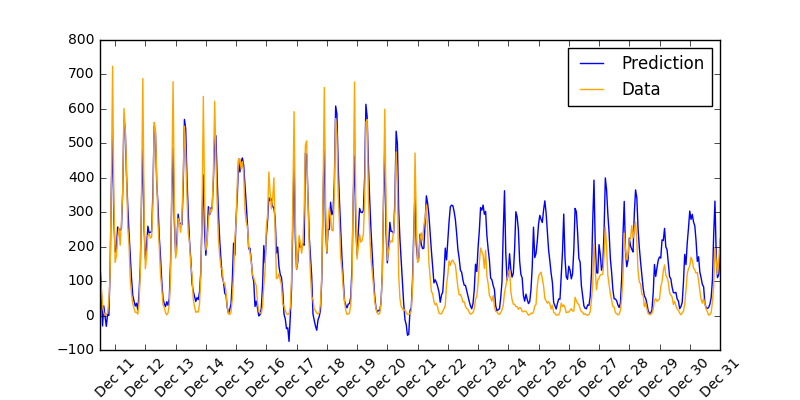 800
700
600
500
400
300
200
100
0
−100
Prediction
Data
Dec 11
Dec 12
Dec 13
Dec 14
Dec 15
Dec 16
Dec 17
Dec 18
Dec 19
Dec 20
Dec 21
Dec 22
Dec 23
Dec 24
Dec 25
Dec 26
Dec 27
Dec 28
Dec 29
Dec 30
Dec 31